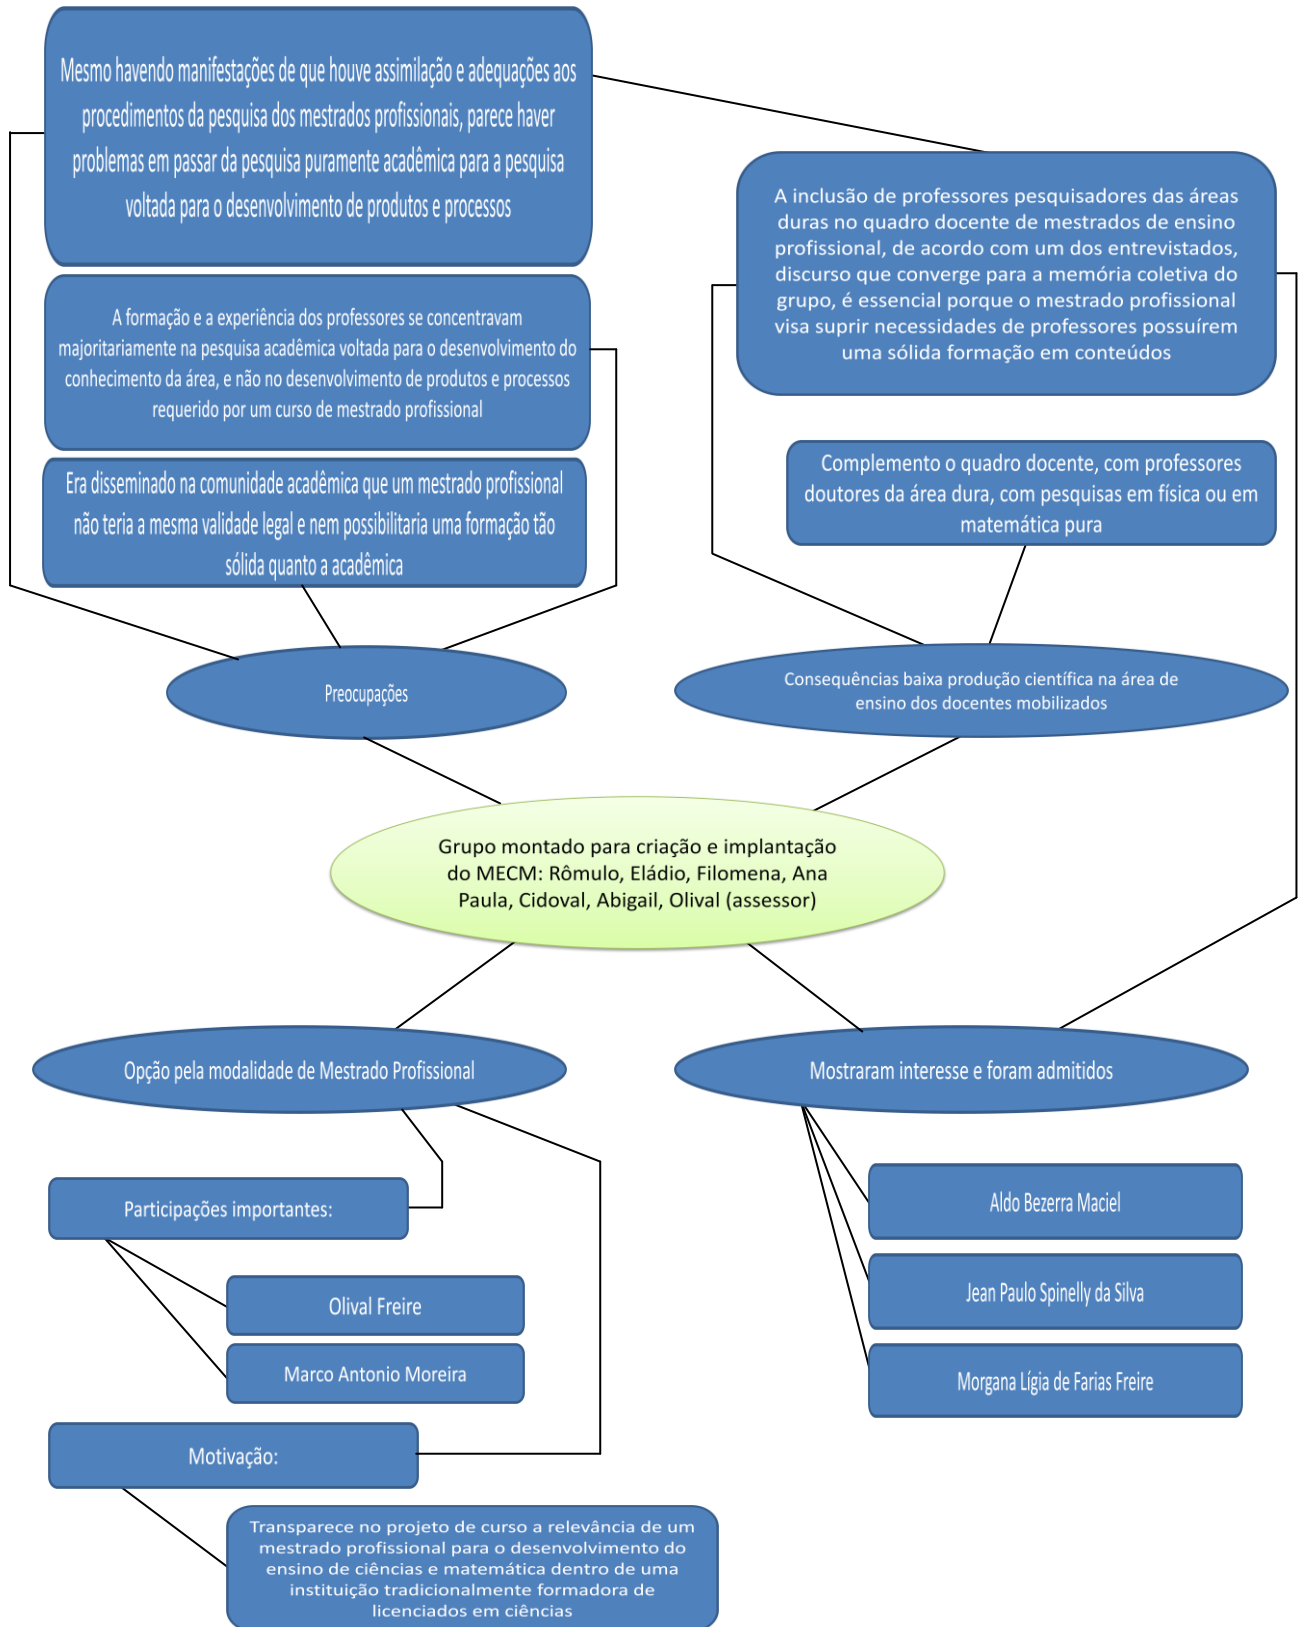 Mesmo havendo manifestações de que houve assimilação e adequações aos
procedimentos da pesquisa dos mestrados profissionais, parece haver
problemas em passar da pesquisa puramente acadêmica para a pesquisa
voltada para o desenvolvimento de produtos e processos
A formação e a experiência dos professores se concentravam
majoritariamente na pesquisa acadêmica voltada para o desenvolvimento do
conhecimento da área, e não no desenvolvimento de produtos e processos
requerido por um curso de mestrado profissional
Era disseminado na comunidade acadêmica que um mestrado profissional
não teria a mesma validade legal e nem possibilitaria uma formação tão
sólida quanto a acadêmica
Preocupações
A inclusão de professores pesquisadores das áreas
duras no quadro docente de mestrados de ensino
profissional, de acordo com um dos entrevistados,
discurso que converge para a memória coletiva do
grupo, é essencial porque o mestrado profissional
visa suprir necessidades de professores possuírem
uma sólida formação em conteúdos
Complemento o quadro docente, com professores
doutores da área dura, com pesquisas em física ou em
matemática pura
Consequências baixa produção científica na área de
ensino dos docentes mobilizados
Grupo montado para criação e implantação
do MECM: Rômulo, Eládio, Filomena, Ana
Paula, Cidoval, Abigail, Olival (assessor)
Opção pela modalidade de Mestrado Profissional
Participações importantes:
Olival Freire
Marco Antonio Moreira
Motivação:
Transparece no projeto de curso a relevância de um
mestrado profissional para o desenvolvimento do
ensino de ciências e matemática dentro de uma
instituição tradicionalmente formadora de
licenciados em ciências
Mostraram interesse e foram admitidos
Aldo Bezerra Maciel
Jean Paulo Spinelly da Silva
Morgana Lígia de Farias Freire